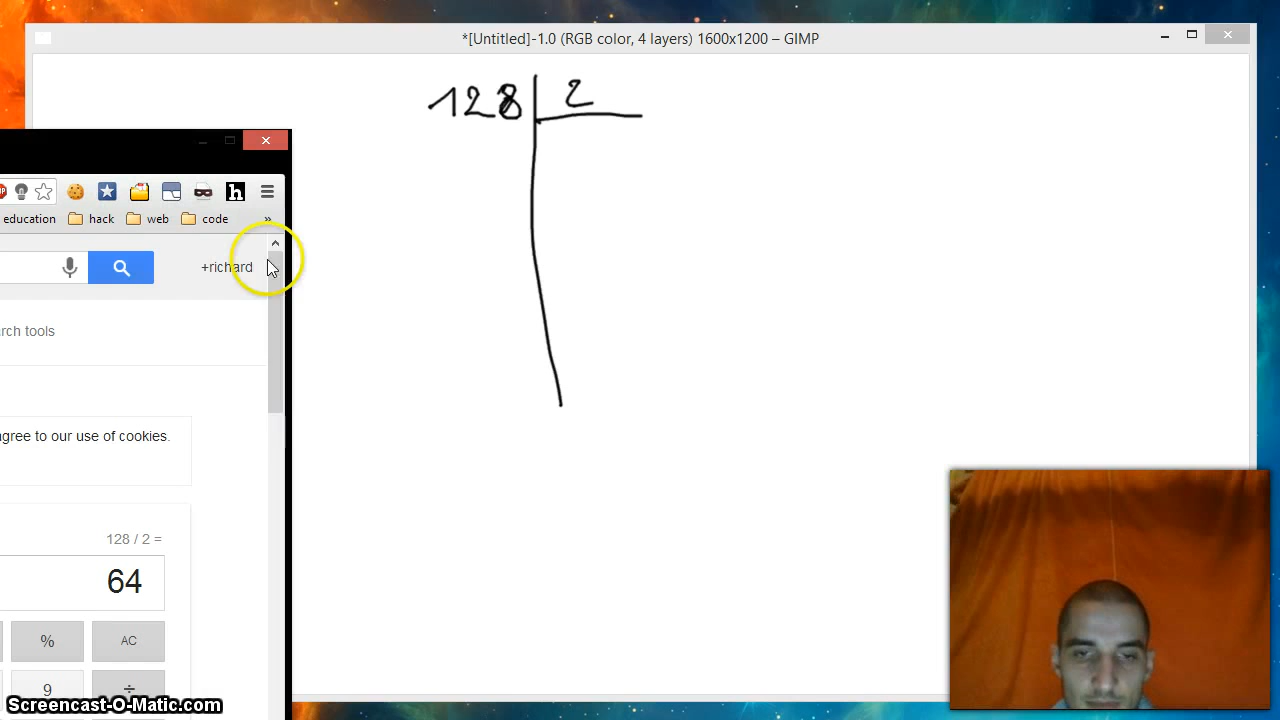 *[Untitled]-1.0 (RGB color, 4 layers) 1600x1200 – GIMP
128 2
education hack web code »
+richard
rch tools
gree to our use of cookies.
128 / 2 =
64
% AC
9 ÷
Screencast-O-Matic.com